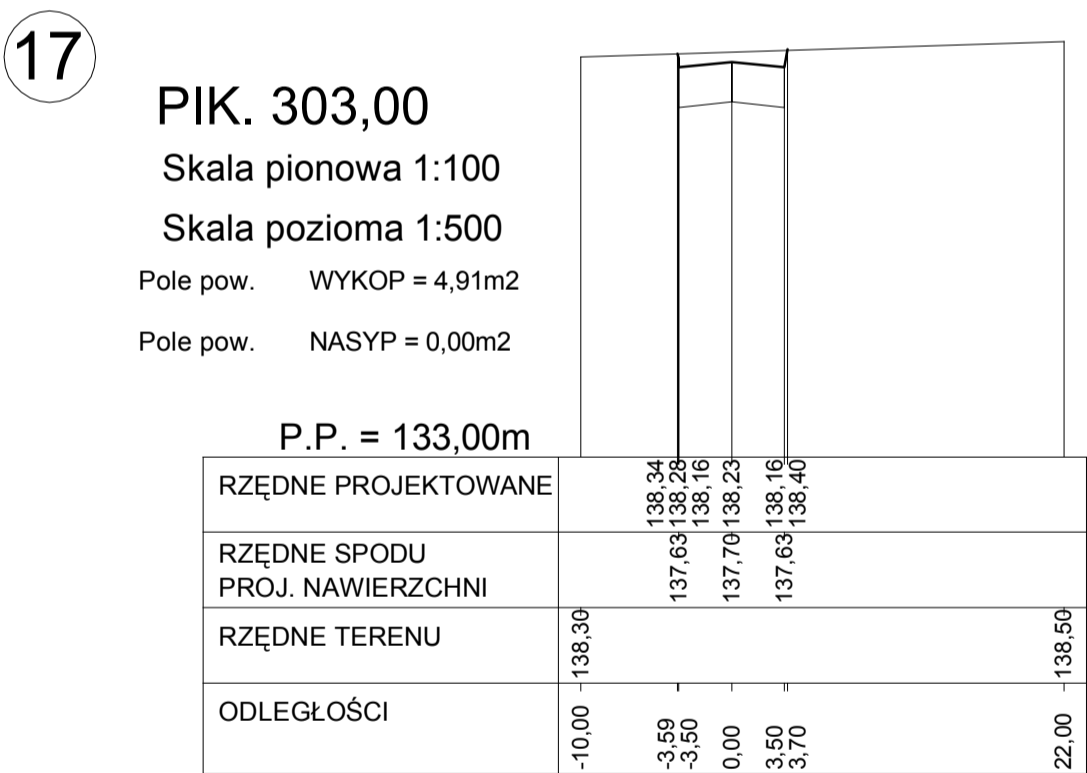 17
PIK. 303,00
Skala pionowa 1:100
Skala pozioma 1:500
Pole pow. WYKOP = 4,91m2
Pole pow. NASYP = 0,00m2
P.P. = 133,00m
RZĘDNE PROJEKTOWANE 138,34 138,28 138,16 138,23 138,16 138,40
RZĘDNE SPODU
PROJ. NAWIERZCHNI 137,63 137,70 137,63
RZĘDNE TERENU 138,30 138,50
ODLEGŁOŚCI -10,00 -3,59 -3,50 0,00 3,50 3,70 22,00